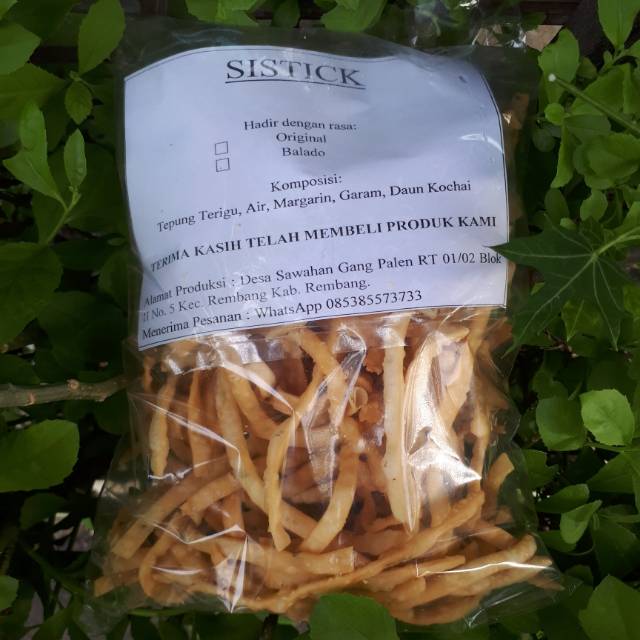 SISTICK
Hadir dengan rasa:
Original
Balado
Komposisi:
Tepung Terigu, Air, Margarin, Garam, Daun Kochai
TERIMA KASIH TELAH MEMBELI PRODUK KAMI
Alamat Produksi : Desa Sawahan Gang Palen RT 01/02 Blok
II No. 5 Kec. Rembang Kab. Rembang.
Menerima Pesanan : WhatsApp 085385573733